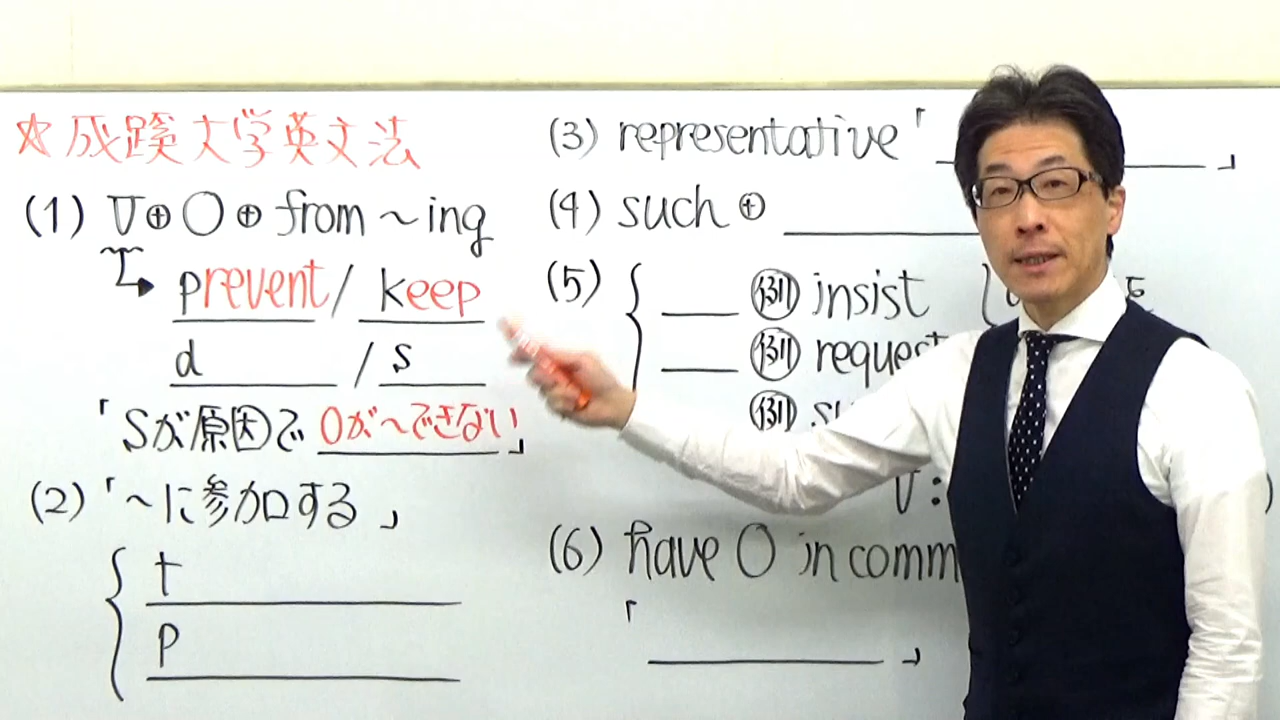 ☆成蹊大学英文法
(1) V⊕O⊕from～ing
prevent / keep
d / s
「Sが原因でOが～できない」
(2)「～に参加する」
t
p
(3) representative「 」
(4) such⊕
(5)
例 insist
例 request
例
V:
(6) have O in comm
「 」